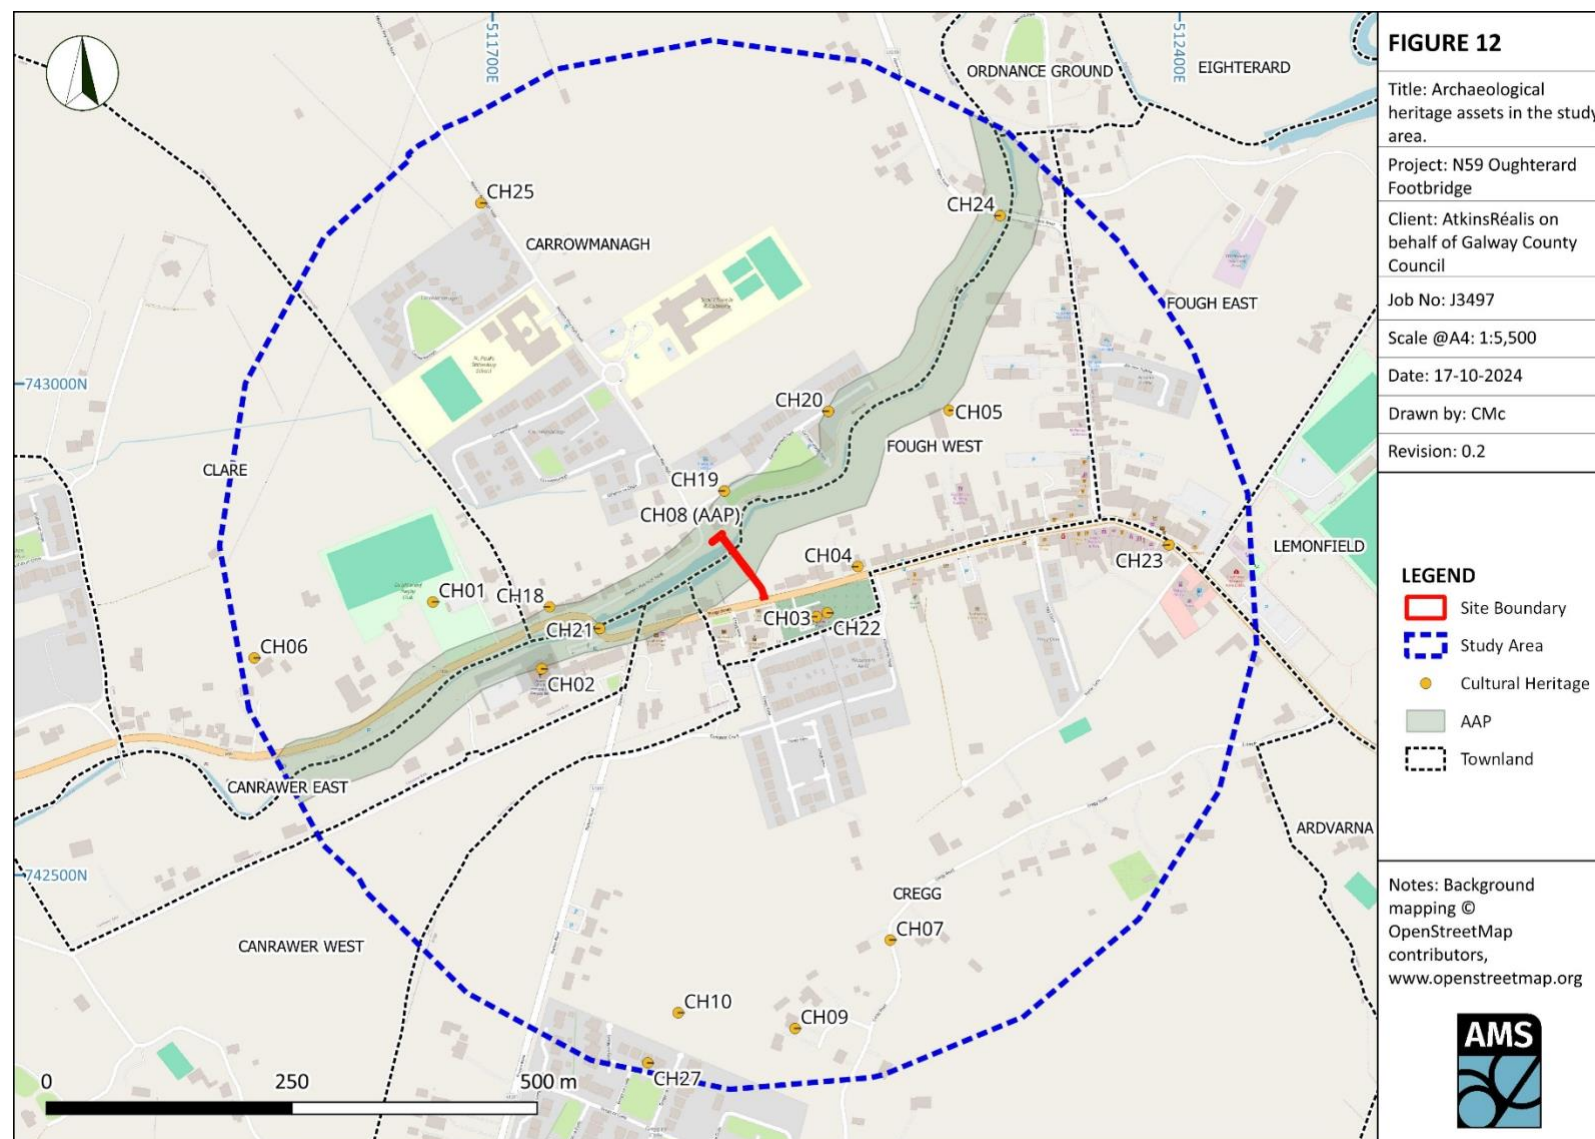 511700E
512400E
ORDNANCE GROUND
EIGHTERARD
CH25
CH24
CARROWMANAGH
FOUGH EAST
743000N
CH20
CH05
FOUGH WEST
CLARE
CH19
CH08 (AAP)
CH04
CH23
LEMONFIELD
CH01
CH18
CH21
CH03
CH22
CH06
CH02
CANRAWER EAST
ARDVARNA
742500N
CREGG
CANRAWER WEST
CH07
CH10
CH09
CH27
0
250
500 m
FIGURE 12
Title: Archaeological
heritage assets in the study
area.
Project: N59 Oughterard
Footbridge
Client: AtkinsRéalis on
behalf of Galway County
Council
Job No: J3497
Scale @A4: 1:5,500
Date: 17-10-2024
Drawn by: CMc
Revision: 0.2
LEGEND
Site Boundary
Study Area
Cultural Heritage
AAP
Townland
Notes: Background
mapping ©
OpenStreetMap
contributors,
www.openstreetmap.org
AMS